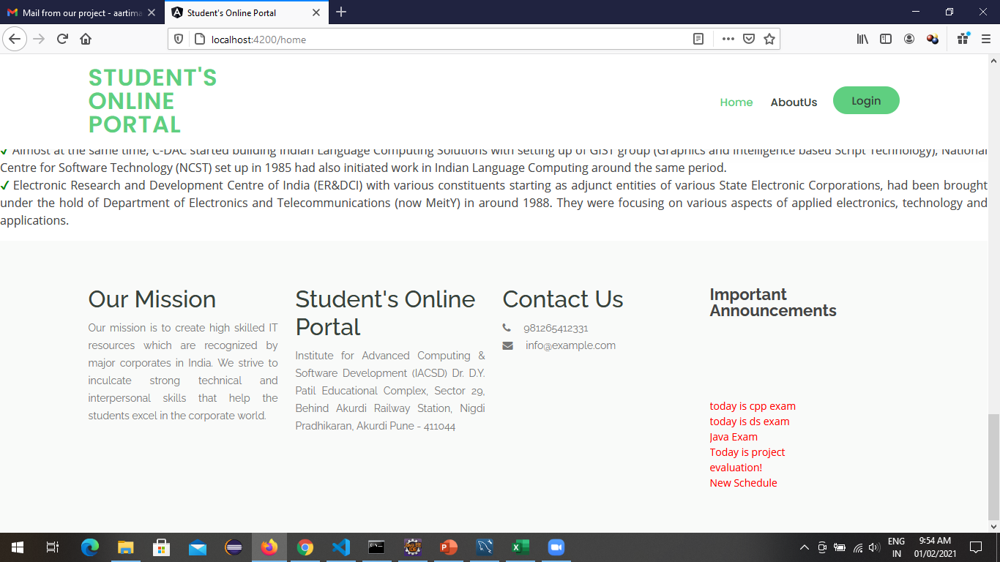 Mail from our project - aartima
Student's Online Portal
localhost:4200/home
STUDENT'S
ONLINE
PORTAL
Home
AboutUs
Login
✔ Almost at the same time, C-DAC started building Indian Language Computing Solutions with setting up of GIST group (Graphics and Intelligence based Script Technology), National
Centre for Software Technology (NCST) set up in 1985 had also initiated work in Indian Language Computing around the same period.
✔ Electronic Research and Development Centre of India (ER&DCI) with various constituents starting as adjunct entities of various State Electronic Corporations, had been brought
under the hold of Department of Electronics and Telecommunications (now MeitY) in around 1988. They were focusing on various aspects of applied electronics, technology and
applications.
Our Mission
Our mission is to create high skilled IT
resources which are recognized by
major corporates in India. We strive to
inculcate strong technical and
interpersonal skills that help the
students excel in the corporate world.
Student's Online
Portal
Institute for Advanced Computing &
Software Development (IACSD) Dr. D.Y.
Patil Educational Complex, Sector 29,
Behind Akurdi Railway Station, Nigdi
Pradhikaran, Akurdi Pune - 411044
Contact Us
981265412331
info@example.com
Important
Announcements
today is cpp exam
today is ds exam
Java Exam
Today is project
evaluation!
New Schedule
ENG
IN
9:54 AM
01/02/2021